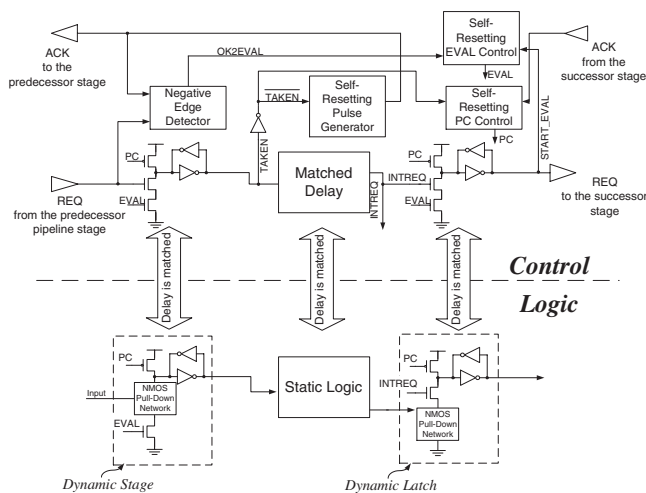 ACK
to the
predecessor stage
OK2EVAL
Self-
Resetting
EVAL Control
ACK
from the
successor stage
EVAL
Negative
Edge
Detector
TAKEN
Self-
Resetting
Pulse
Generator
Self-
Resetting
PC Control
PC
START_EVAL
TAKEN
PC
Matched
Delay
INTREQ
INTREQ
PC
REQ
from the predecessor
pipeline stage
EVAL
EVAL
REQ
to the successor
stage
Delay is matched
Delay is matched
Delay is matched
Control
Logic
PC
Input
NMOS
Pull-Down
Network
EVAL
Static Logic
PC
INTREQ
NMOS
Pull-Down
Network
Dynamic Stage
Dynamic Latch